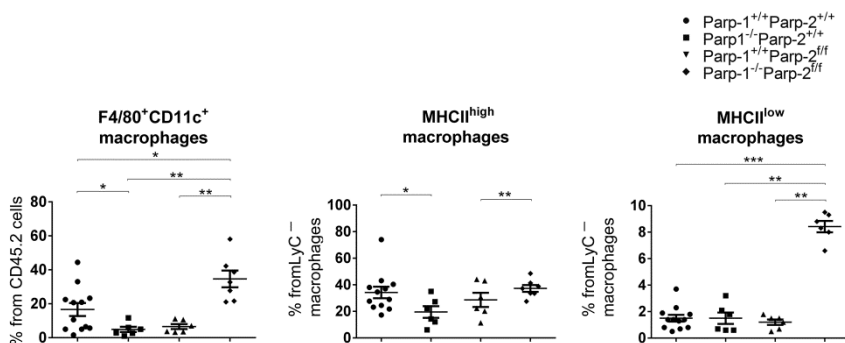 Parp-1+/+Parp-2+/+
Parp1-/-Parp-2+/+
Parp-1+/+Parp-2f/f
Parp-1-/-Parp-2f/f
F4/80+CD11c+
macrophages
*
**
*
**
80
60
40
20
0
% from CD45.2 cells
MHCIIhigh
macrophages
*
**
100
80
60
40
20
0
% fromLyC−
macrophages
MHCIIlow
macrophages
***
**
**
10
8
6
4
2
0
% fromLyC−
macrophages